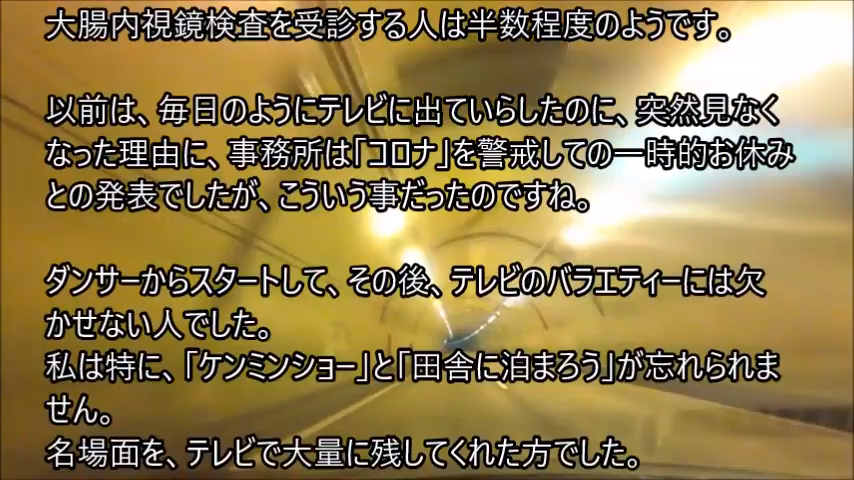 大腸内視鏡検査を受診する人は半数程度のようです。
以前は、毎日のようにテレビに出ていらしたのに、突然見なく
なった理由に、事務所は「コロナ」を警戒しての一時的お休み
との発表でしたが、こういう事だったのですね。
ダンサーからスタートして、その後、テレビのバラエティーには欠
かせない人でした。
私は特に、「ケンミンショー」と「田舎に泊まろう」が忘れられま
せん。
名場面を、テレビで大量に残してくれた方でした。